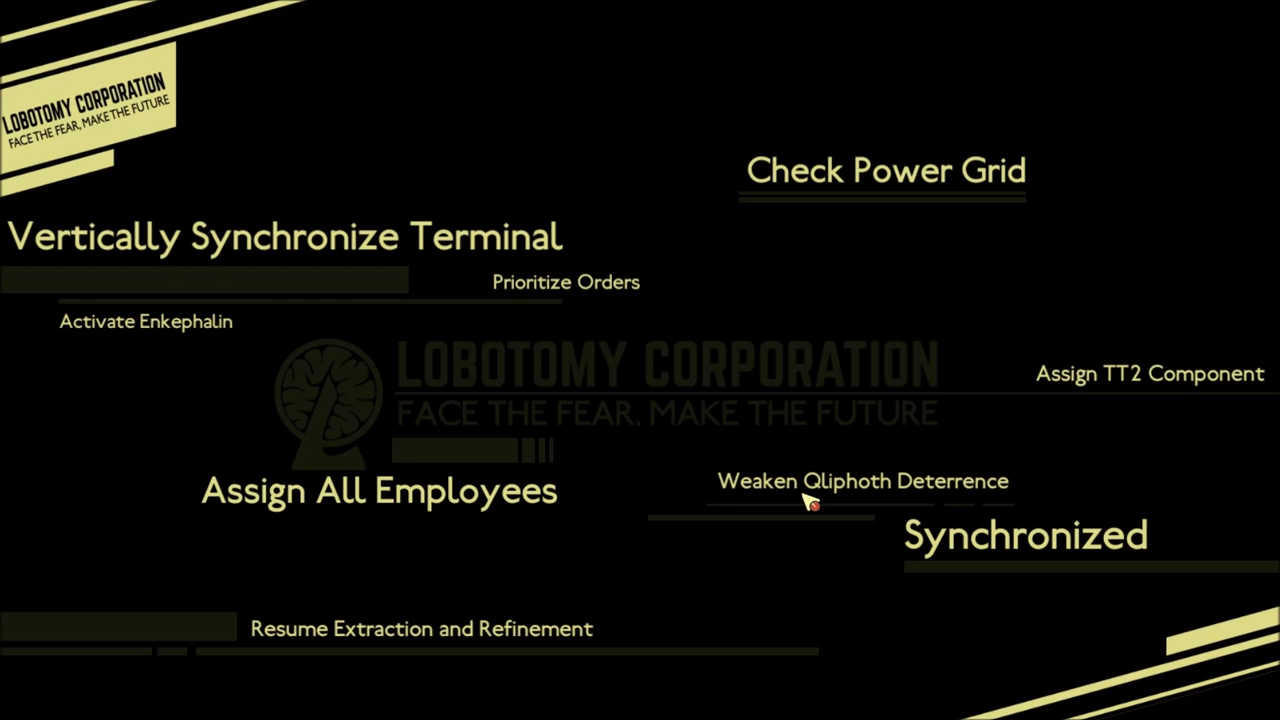 LOBOTOMY CORPORATION
FACE THE FEAR, MAKE THE FUTURE
Check Power Grid
Vertically Synchronize Terminal
Prioritize Orders
Activate Enkephalin
LOBOTOMY CORPORATION
FACE THE FEAR. MAKE THE FUTURE
Assign TT2 Component
Assign All Employees
Weaken Qliphoth Deterrence
Synchronized
Resume Extraction and Refinement